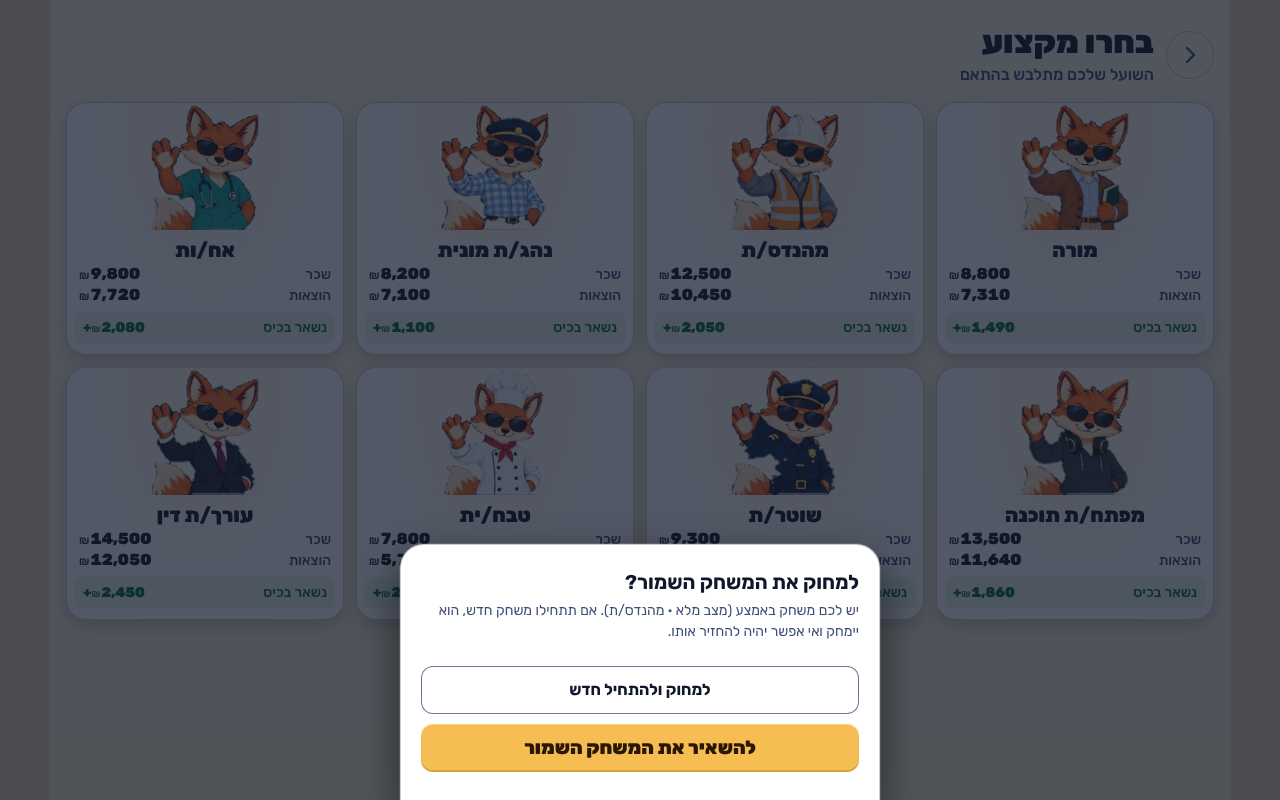 בחרו מקצוע
השועל שלכם מתלבש בהתאם
מורה
שכר ₪8,800
הוצאות ₪7,310
נשאר בכיס +₪1,490
מהנדס/ת
שכר ₪12,500
הוצאות ₪10,450
נשאר בכיס +₪2,050
נהג/ת מונית
שכר ₪8,200
הוצאות ₪7,100
נשאר בכיס +₪1,100
אח/ות
שכר ₪9,800
הוצאות ₪7,720
נשאר בכיס +₪2,080
מפתח/ת תוכנה
שכר ₪13,500
הוצאות ₪11,640
נשאר בכיס +₪1,860
שוטר/ת
שכר ₪9,300
הוצאות
נשאר בכיס
טבח/ית
שכר ₪7,800
עורך/ת דין
שכר ₪14,500
הוצאות ₪12,050
נשאר בכיס +₪2,450
למחוק את המשחק השמור?
יש לכם משחק באמצע (מצב מלא • מהנדס/ת). אם תתחילו משחק חדש, הוא
יימחק ואי אפשר יהיה להחזיר אותו.
למחוק ולהתחיל חדש
להשאיר את המשחק השמור